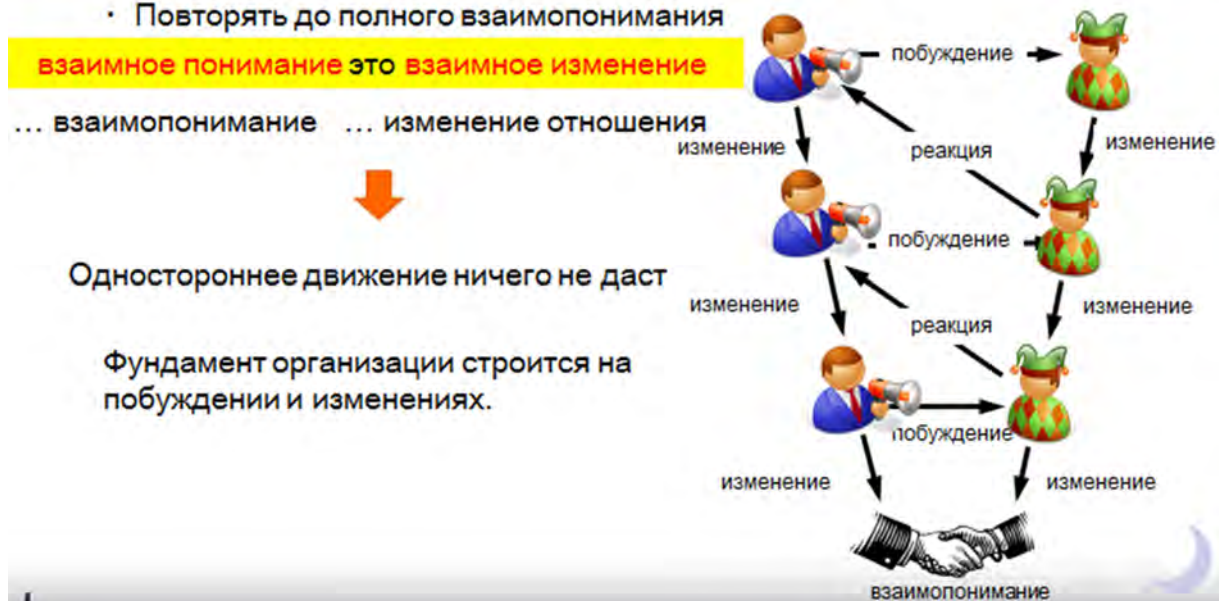 · Повторять до полного взаимопонимания
взаимное понимание это взаимное изменение
... взаимопонимание ... изменение отношения
Одностороннее движение ничего не даст
Фундамент организации строится на
побуждении и изменениях.
побуждение
изменение
реакция
изменение
побуждение
изменение
реакция
изменение
побуждение
изменение
изменение
взаимопонимание